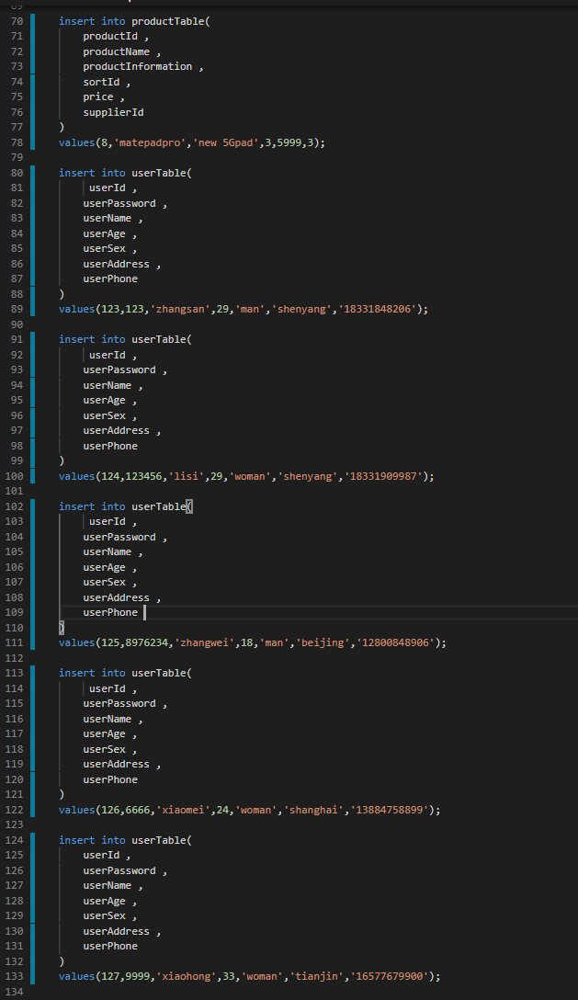 69
70 insert into productTable(
71 productId ,
72 productName ,
73 productInformation ,
74 sortId ,
75 price ,
76 supplierId
77 )
78 values(8,'matepadpro','new 5Gpad',3,5999,3);
79
80 insert into userTable(
81 userId ,
82 userPassword ,
83 userName ,
84 userAge ,
85 userSex ,
86 userAddress ,
87 userPhone
88 )
89 values(123,123,'zhangsan',29,'man','shenyang','18331848206');
90
91 insert into userTable(
92 userId ,
93 userPassword ,
94 userName ,
95 userAge ,
96 userSex ,
97 userAddress ,
98 userPhone
99 )
100 values(124,123456,'lisi',29,'woman','shenyang','18331909987');
101
102 insert into userTable(
103 userId ,
104 userPassword ,
105 userName ,
106 userAge ,
107 userSex ,
108 userAddress ,
109 userPhone
110 )
111 values(125,8976234,'zhangwei',18,'man','beijing','12800848906');
112
113 insert into userTable(
114 userId ,
115 userPassword ,
116 userName ,
117 userAge ,
118 userSex ,
119 userAddress ,
120 userPhone
121 )
122 values(126,6666,'xiaomei',24,'woman','shanghai','13884758899');
123
124 insert into userTable(
125 userId ,
126 userPassword ,
127 userName ,
128 userAge ,
129 userSex ,
130 userAddress ,
131 userPhone
132 )
133 values(127,9999,'xiaohong',33,'woman','tianjin','16577679900');
134